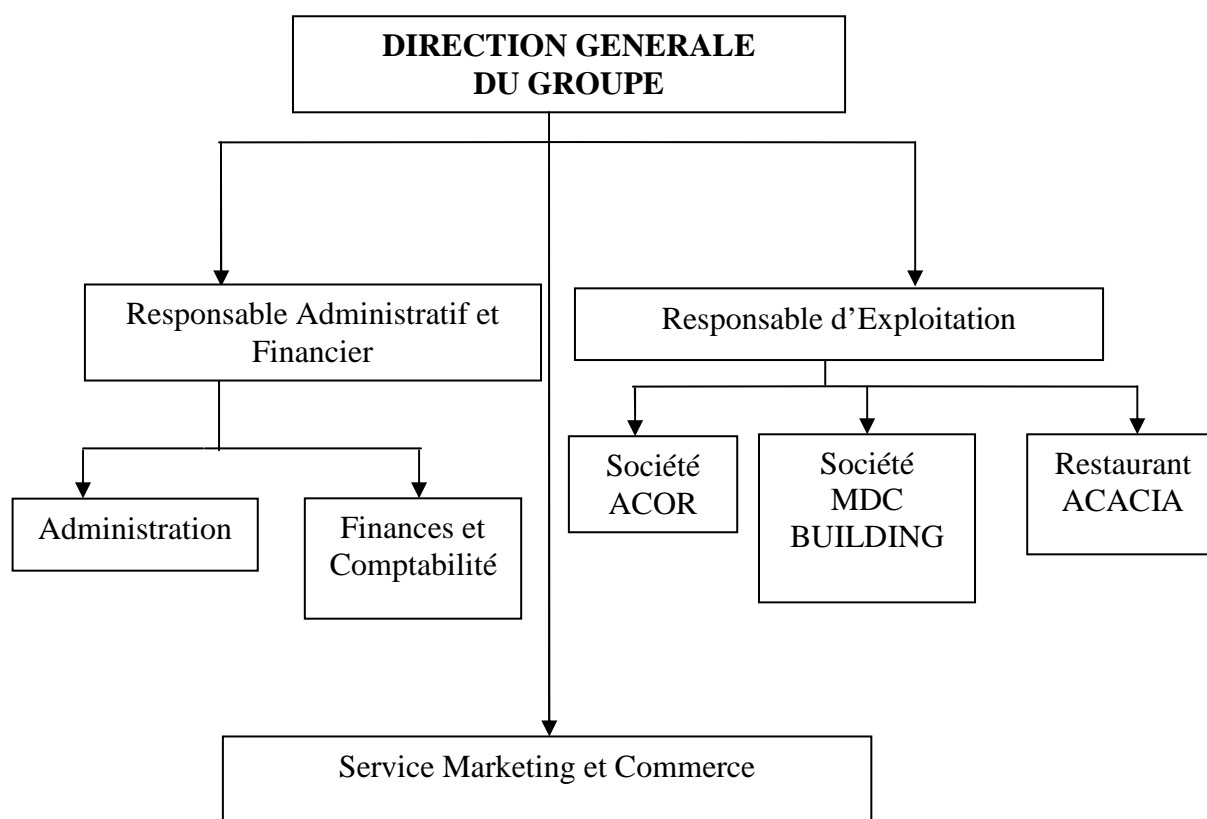 DIRECTION GENERALE
DU GROUPE
Responsable Administratif et
Financier
Responsable d’Exploitation
Administration
Finances et
Comptabilité
Société
ACOR
Société
MDC
BUILDING
Restaurant
ACACIA
Service Marketing et Commerce